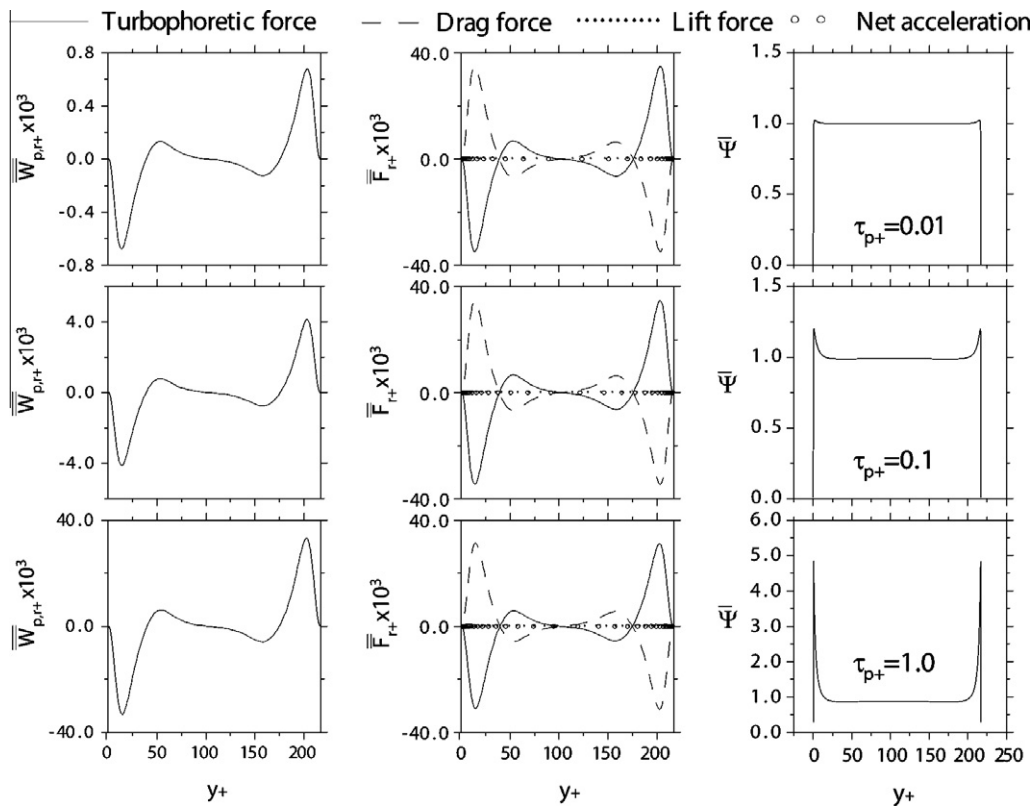 Turbophoretic force Drag force Lift force Net acceleration
W̿p,r+ x10³
0.8
0.4
0.0
-0.4
-0.8
F̿r+ x10³
40.0
0.0
-40.0
Ψ̄
1.5
1.0
0.5
0.0
τp+=0.01
W̿p,r+ x10³
4.0
0.0
-4.0
F̿r+ x10³
40.0
0.0
-40.0
Ψ̄
1.5
1.0
0.5
0.0
τp+=0.1
W̿p,r+ x10³
40.0
0.0
-40.0
0 50 100 150 200
y+
F̿r+ x10³
40.0
0.0
-40.0
0 50 100 150 200
y+
Ψ̄
6.0
5.0
4.0
3.0
2.0
1.0
0.0
τp+=1.0
0 50 100 150 200 250
y+